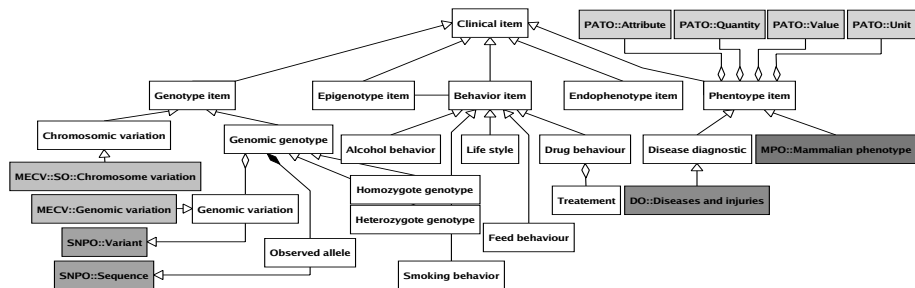 Clinical item
PATO::Attribute
PATO::Quantity
PATO::Value
PATO::Unit
Genotype item
Epigenotype item
Behavior item
Endophenotype item
Phentoype item
Chromosomic variation
Genomic genotype
Alcohol behavior
Life style
Drug behaviour
Disease diagnostic
MPO::Mammalian phenotype
MECV::SO::Chromosome variation
Homozygote genotype
Treatement
DO::Diseases and injuries
MECV::Genomic variation
Genomic variation
Heterozygote genotype
SNPO::Variant
Observed allele
Feed behaviour
SNPO::Sequence
Smoking behavior